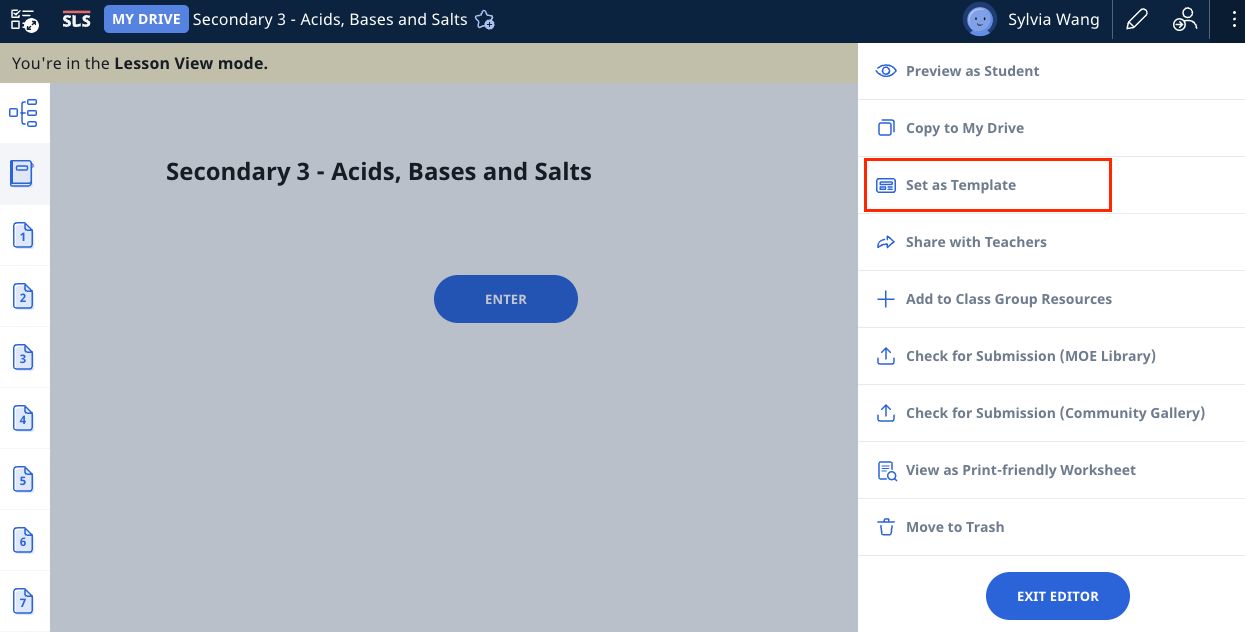 SLS MY DRIVE Secondary 3 - Acids, Bases and Salts Sylvia Wang
You're in the Lesson View mode.
Secondary 3 - Acids, Bases and Salts
ENTER
1
2
3
4
5
6
7
Preview as Student
Copy to My Drive
Set as Template
Share with Teachers
Add to Class Group Resources
Check for Submission (MOE Library)
Check for Submission (Community Gallery)
View as Print-friendly Worksheet
Move to Trash
EXIT EDITOR